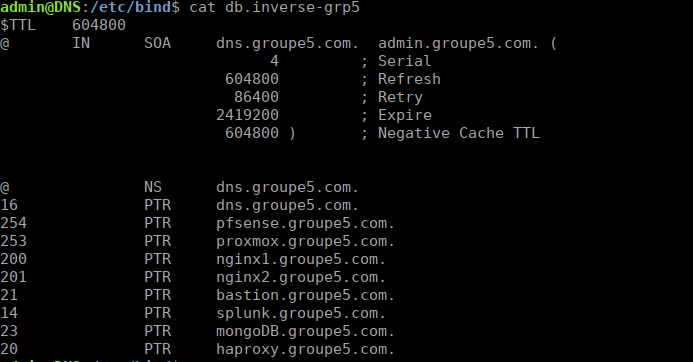 admin@DNS:/etc/bind$ cat db.inverse-grp5
$TTL    604800
@       IN      SOA     dns.groupe5.com.  admin.groupe5.com. (
                              4         ; Serial
                         604800         ; Refresh
                          86400         ; Retry
                        2419200         ; Expire
                         604800 )       ; Negative Cache TTL
@               NS      dns.groupe5.com.
16              PTR     dns.groupe5.com.
254             PTR     pfsense.groupe5.com.
253             PTR     proxmox.groupe5.com.
200             PTR     nginx1.groupe5.com.
201             PTR     nginx2.groupe5.com.
21              PTR     bastion.groupe5.com.
14              PTR     splunk.groupe5.com.
23              PTR     mongoDB.groupe5.com.
20              PTR     haproxy.groupe5.com.